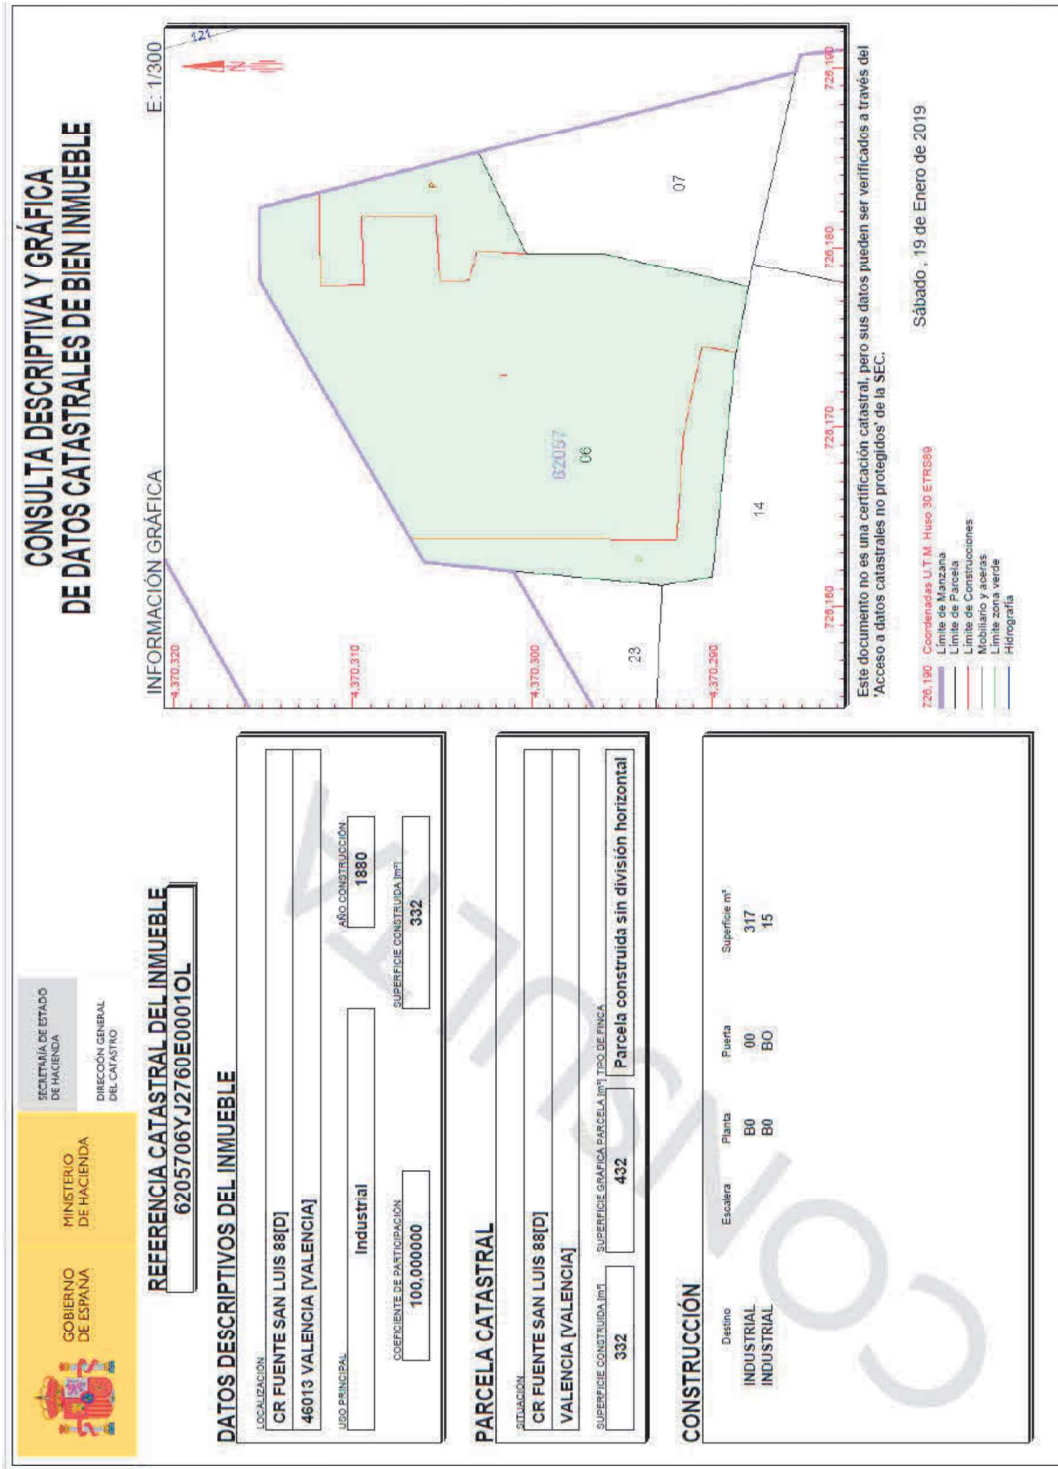 GOBIERNO
DE ESPAÑA
MINISTERIO
DE HACIENDA
SECRETARÍA DE ESTADO
DE HACIENDA
DIRECCIÓN GENERAL
DEL CATASTRO
CONSULTA DESCRIPTIVA Y GRÁFICA
DE DATOS CATASTRALES DE BIEN INMUEBLE
REFERENCIA CATASTRAL DEL INMUEBLE
6205706YJ2760E0001OL
DATOS DESCRIPTIVOS DEL INMUEBLE
LOCALIZACIÓN
CR FUENTE SAN LUIS 88[D]
46013 VALENCIA [VALENCIA]
USO PRINCIPAL
Industrial
AÑO CONSTRUCCIÓN
1880
COEFICIENTE DE PARTICIPACIÓN
100,000000
SUPERFICIE CONSTRUIDA [m²]
332
PARCELA CATASTRAL
SITUACIÓN
CR FUENTE SAN LUIS 88[D]
VALENCIA [VALENCIA]
SUPERFICIE CONSTRUIDA [m²]
332
SUPERFICIE GRÁFICA PARCELA [m²]
432
TIPO DE FINCA
Parcela construida sin división horizontal
CONSTRUCCIÓN
Destino Escalera Planta Puerta Superficie m²
INDUSTRIAL B0 00 317
INDUSTRIAL B0 BO 15
CONSULTA
INFORMACIÓN GRÁFICA E: 1/300
121
N
4,370,320
4,370,310
4,370,300
4,370,290
P
I
62057
06
07
14
23
726,160
726,170
726,180
726,190
Este documento no es una certificación catastral, pero sus datos pueden ser verificados a través del
'Acceso a datos catastrales no protegidos' de la SEC.
726,190 Coordenadas U.T.M. Huso 30 ETRS89
Límite de Manzana
Límite de Parcela
Límite de Construcciones
Mobiliario y aceras
Límite zona verde
Hidrografía
Sábado , 19 de Enero de 2019